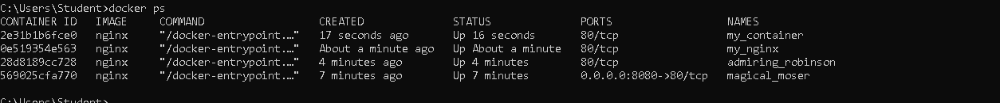 C:\Users\Student>docker ps
CONTAINER ID   IMAGE     COMMAND                  CREATED              STATUS              PORTS                  NAMES
2e31b1b6fce0   nginx     "/docker-entrypoint.…"   17 seconds ago       Up 16 seconds       80/tcp                 my_container
0e519354e563   nginx     "/docker-entrypoint.…"   About a minute ago   Up About a minute   80/tcp                 my_nginx
28d8189cc728   nginx     "/docker-entrypoint.…"   4 minutes ago        Up 4 minutes        80/tcp                 admiring_robinson
569025cfa770   nginx     "/docker-entrypoint.…"   7 minutes ago        Up 7 minutes        0.0.0.0:8080->80/tcp   magical_moser
C:\Users\Student>